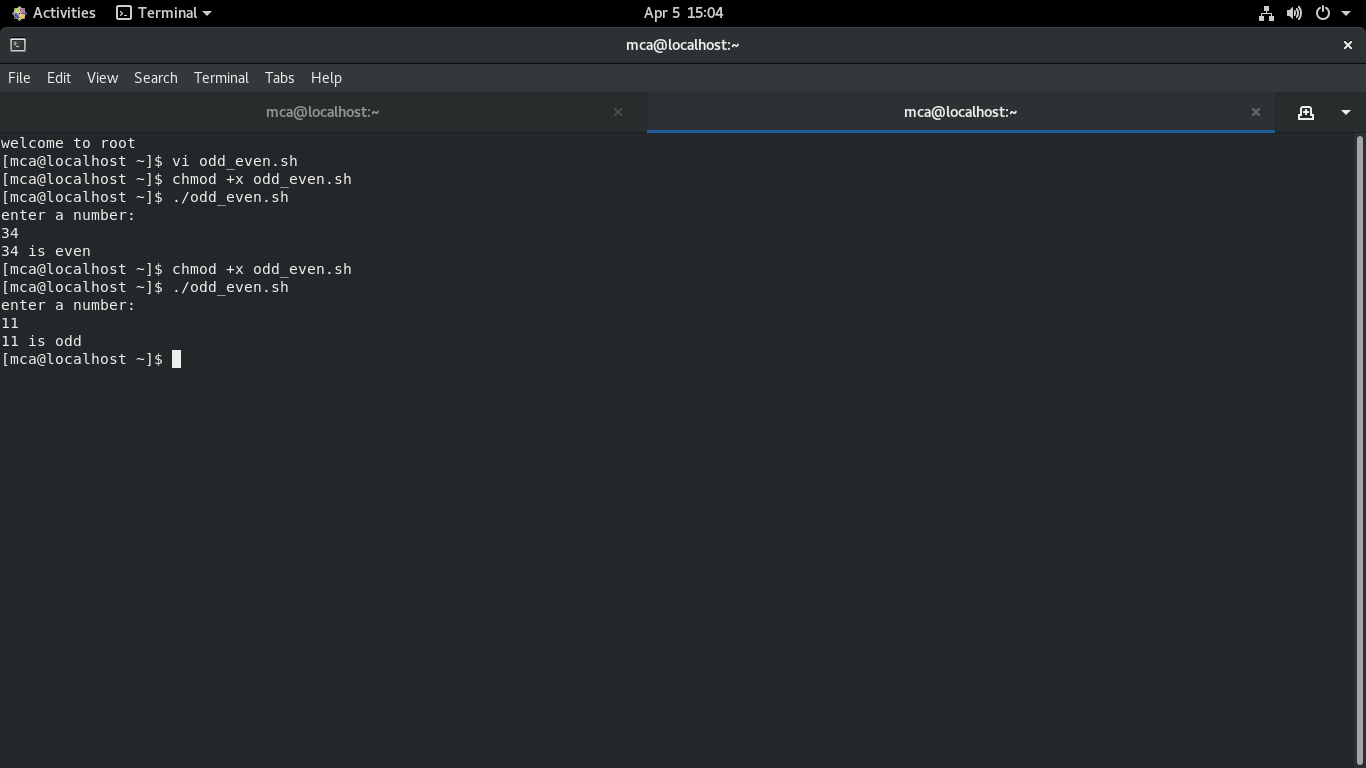 Activities Terminal Apr 5 15:04
mca@localhost:~
File Edit View Search Terminal Tabs Help
mca@localhost:~ mca@localhost:~
welcome to root
[mca@localhost ~]$ vi odd_even.sh
[mca@localhost ~]$ chmod +x odd_even.sh
[mca@localhost ~]$ ./odd_even.sh
enter a number:
34
34 is even
[mca@localhost ~]$ chmod +x odd_even.sh
[mca@localhost ~]$ ./odd_even.sh
enter a number:
11
11 is odd
[mca@localhost ~]$